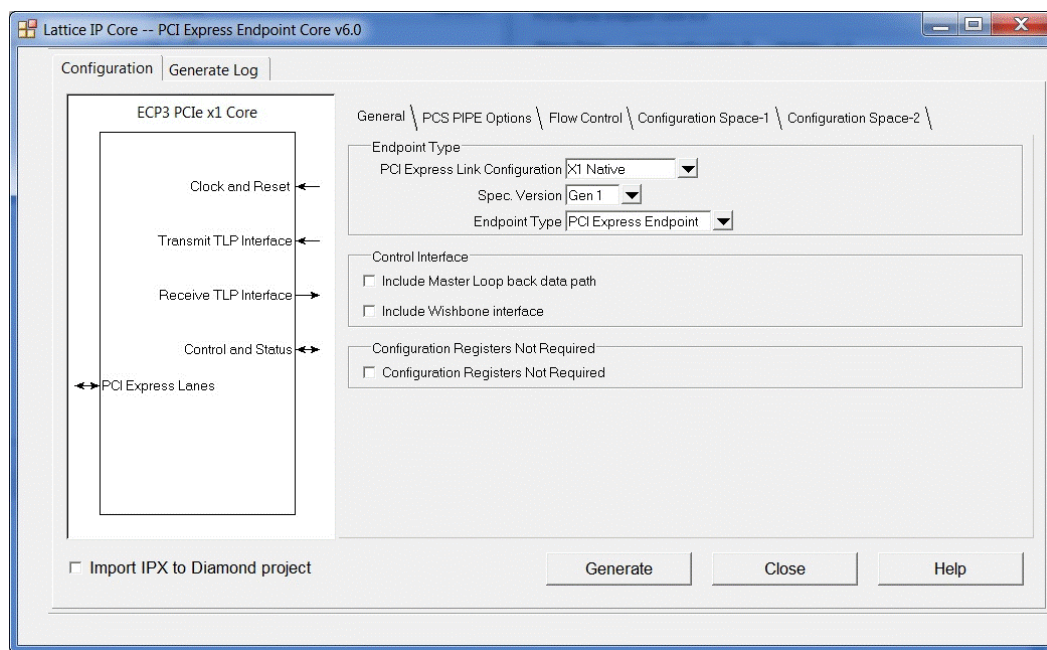 Lattice IP Core -- PCI Express Endpoint Core v6.0
Configuration
Generate Log
ECP3 PCIe x1 Core
Clock and Reset
Transmit TLP Interface
Receive TLP Interface
Control and Status
PCI Express Lanes
General \ PCS PIPE Options \ Flow Control \ Configuration Space-1 \ Configuration Space-2 \
Endpoint Type
PCI Express Link Configuration X1 Native
Spec. Version Gen 1
Endpoint Type PCI Express Endpoint
Control Interface
Include Master Loop back data path
Include Wishbone interface
Configuration Registers Not Required
Configuration Registers Not Required
Import IPX to Diamond project
Generate
Close
Help